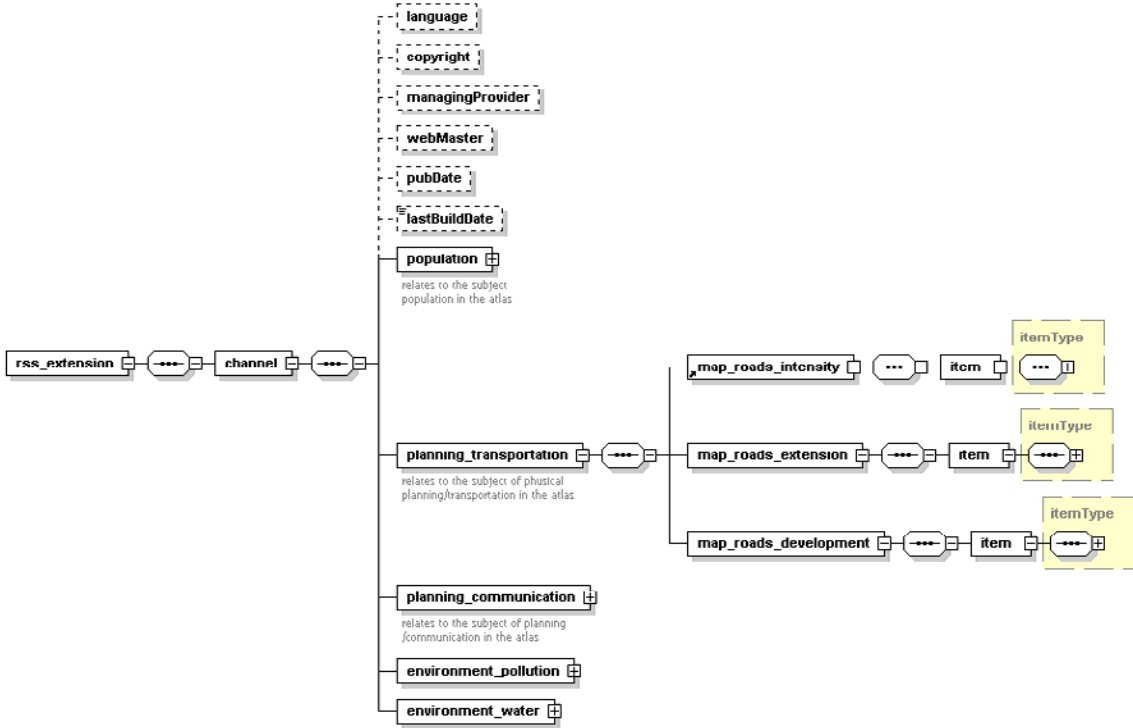 language
copyright
managingProvider
webMaster
pubDate
lastBuildDate
population
relates to the subject
population in the atlas
rss_extension
channel
planning_transportation
relates to the subject of physical
planning/transportation in the atlas
itemType
map_roads_intensity
item
itemType
map_roads_extension
item
itemType
map_roads_development
item
planning_communication
relates to the subject of planning
/communication in the atlas
environment_pollution
environment_water